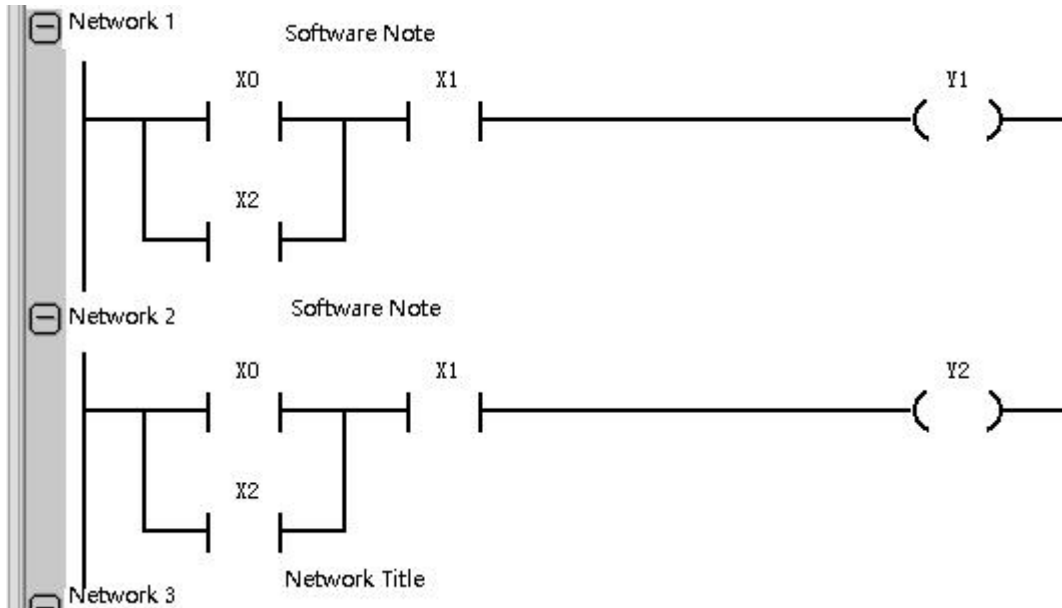 Network 1
Software Note
X0 X1 Y1
X2
Network 2
Software Note
X0 X1 Y2
X2
Network Title
Network 3